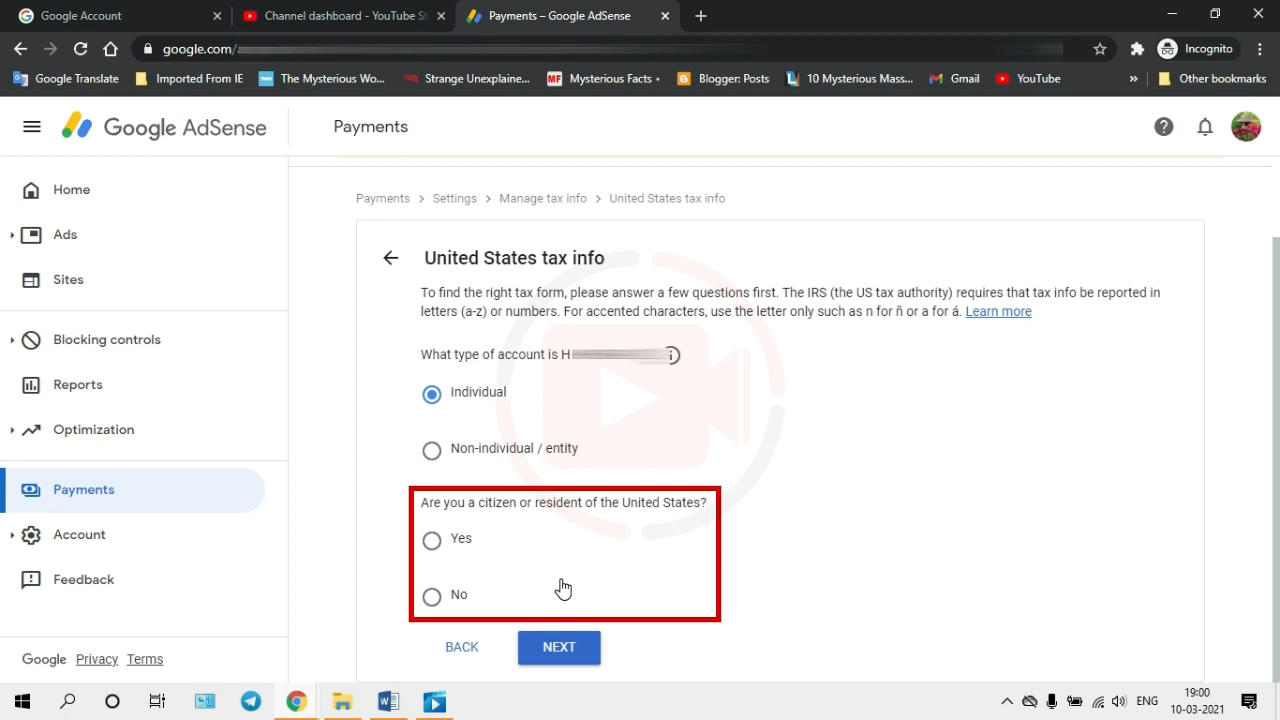 Google Account
Channel dashboard - YouTube St
Payments – Google AdSense
google.com/
Incognito
Google Translate
Imported From IE
The Mysterious Wo...
Strange Unexplaine...
MF Mysterious Facts •
Blogger: Posts
10 Mysterious Mass...
Gmail
YouTube
»
Other bookmarks
Google AdSense
Payments
Home
Ads
Sites
Blocking controls
Reports
Optimization
Payments
Account
Feedback
Google Privacy Terms
Payments > Settings > Manage tax info > United States tax info
United States tax info
To find the right tax form, please answer a few questions first. The IRS (the US tax authority) requires that tax info be reported in
letters (a-z) or numbers. For accented characters, use the letter only such as n for ñ or a for á. Learn more
What type of account is H
Individual
Non-individual / entity
Are you a citizen or resident of the United States?
Yes
No
BACK
NEXT
ENG
19:00
10-03-2021